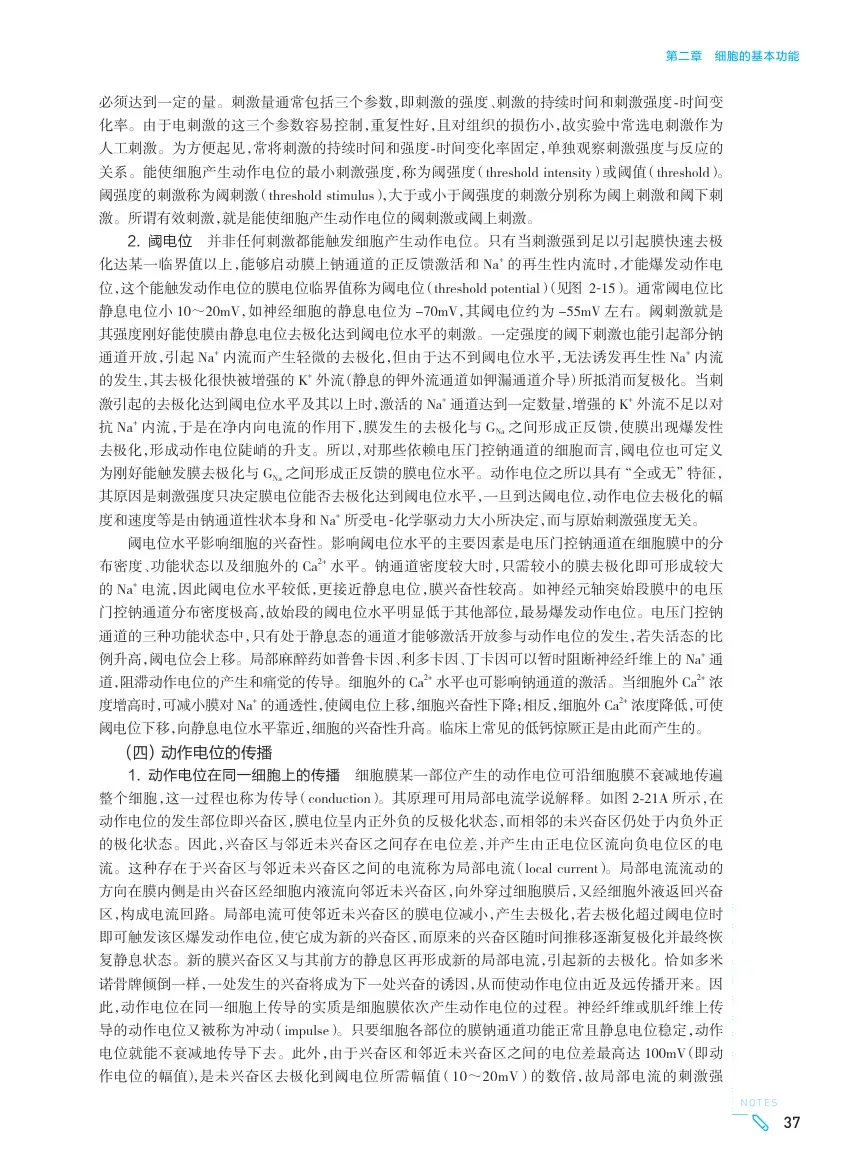 第二章 细胞的基本功能
必须达到一定的量。刺激量通常包括三个参数,即刺激的强度、刺激的持续时间和刺激强度-时间变
化率。由于电刺激的这三个参数容易控制,重复性好,且对组织的损伤小,故实验中常选电刺激作为
人工刺激。为方便起见,常将刺激的持续时间和强度-时间变化率固定,单独观察刺激强度与反应的
关系。能使细胞产生动作电位的最小刺激强度,称为阈强度(threshold intensity)或阈值(threshold)。
阈强度的刺激称为阈刺激(threshold stimulus),大于或小于阈强度的刺激分别称为阈上刺激和阈下刺
激。所谓有效刺激,就是能使细胞产生动作电位的阈刺激或阈上刺激。
2. 阈电位 并非任何刺激都能触发细胞产生动作电位。只有当刺激强到足以引起膜快速去极
化达某一临界值以上,能够启动膜上钠通道的正反馈激活和 Na⁺ 的再生性内流时,才能爆发动作电
位,这个能触发动作电位的膜电位临界值称为阈电位(threshold potential)(见图 2-15)。通常阈电位比
静息电位小 10～20mV,如神经细胞的静息电位为 –70mV,其阈电位约为 –55mV 左右。阈刺激就是
其强度刚好能使膜由静息电位去极化达到阈电位水平的刺激。一定强度的阈下刺激也能引起部分钠
通道开放,引起 Na⁺ 内流而产生轻微的去极化,但由于达不到阈电位水平,无法诱发再生性 Na⁺ 内流
的发生,其去极化很快被增强的 K⁺ 外流(静息的钾外流通道如钾漏通道介导)所抵消而复极化。当刺
激引起的去极化达到阈电位水平及其以上时,激活的 Na⁺ 通道达到一定数量,增强的 K⁺ 外流不足以对
抗 Na⁺ 内流,于是在净内向电流的作用下,膜发生的去极化与 GNa 之间形成正反馈,使膜出现爆发性
去极化,形成动作电位陡峭的升支。所以,对那些依赖电压门控钠通道的细胞而言,阈电位也可定义
为刚好能触发膜去极化与 GNa 之间形成正反馈的膜电位水平。动作电位之所以具有“全或无”特征,
其原因是刺激强度只决定膜电位能否去极化达到阈电位水平,一旦到达阈电位,动作电位去极化的幅
度和速度等是由钠通道性状本身和 Na⁺ 所受电-化学驱动力大小所决定,而与原始刺激强度无关。
阈电位水平影响细胞的兴奋性。影响阈电位水平的主要因素是电压门控钠通道在细胞膜中的分
布密度、功能状态以及细胞外的 Ca²⁺ 水平。钠通道密度较大时,只需较小的膜去极化即可形成较大
的 Na⁺ 电流,因此阈电位水平较低,更接近静息电位,膜兴奋性较高。如神经元轴突始段膜中的电压
门控钠通道分布密度极高,故始段的阈电位水平明显低于其他部位,最易爆发动作电位。电压门控钠
通道的三种功能状态中,只有处于静息态的通道才能够激活开放参与动作电位的发生,若失活态的比
例升高,阈电位会上移。局部麻醉药如普鲁卡因、利多卡因、丁卡因可以暂时阻断神经纤维上的 Na⁺ 通
道,阻滞动作电位的产生和痛觉的传导。细胞外的 Ca²⁺ 水平也可影响钠通道的激活。当细胞外 Ca²⁺ 浓
度增高时,可减小膜对 Na⁺ 的通透性,使阈电位上移,细胞兴奋性下降;相反,细胞外 Ca²⁺ 浓度降低,可使
阈电位下移,向静息电位水平靠近,细胞的兴奋性升高。临床上常见的低钙惊厥正是由此而产生的。
(四)动作电位的传播
1. 动作电位在同一细胞上的传播 细胞膜某一部位产生的动作电位可沿细胞膜不衰减地传遍
整个细胞,这一过程也称为传导(conduction)。其原理可用局部电流学说解释。如图 2-21A 所示,在
动作电位的发生部位即兴奋区,膜电位呈内正外负的反极化状态,而相邻的未兴奋区仍处于内负外正
的极化状态。因此,兴奋区与邻近未兴奋区之间存在电位差,并产生由正电位区流向负电位区的电
流。这种存在于兴奋区与邻近未兴奋区之间的电流称为局部电流(local current)。局部电流流动的
方向在膜内侧是由兴奋区经细胞内液流向邻近未兴奋区,向外穿过细胞膜后,又经细胞外液返回兴奋
区,构成电流回路。局部电流可使邻近未兴奋区的膜电位减小,产生去极化,若去极化超过阈电位时
即可触发该区爆发动作电位,使它成为新的兴奋区,而原来的兴奋区随时间推移逐渐复极化并最终恢
复静息状态。新的膜兴奋区又与其前方的静息区再形成新的局部电流,引起新的去极化。恰如多米
诺骨牌倾倒一样,一处发生的兴奋将成为下一处兴奋的诱因,从而使动作电位由近及远传播开来。因
此,动作电位在同一细胞上传导的实质是细胞膜依次产生动作电位的过程。神经纤维或肌纤维上传
导的动作电位又被称为冲动(impulse)。只要细胞各部位的膜钠通道功能正常且静息电位稳定,动作
电位就能不衰减地传导下去。此外,由于兴奋区和邻近未兴奋区之间的电位差最高达 100mV(即动
作电位的幅值),是未兴奋区去极化到阈电位所需幅值(10～20mV)的数倍,故局部电流的刺激强
NOTES
37